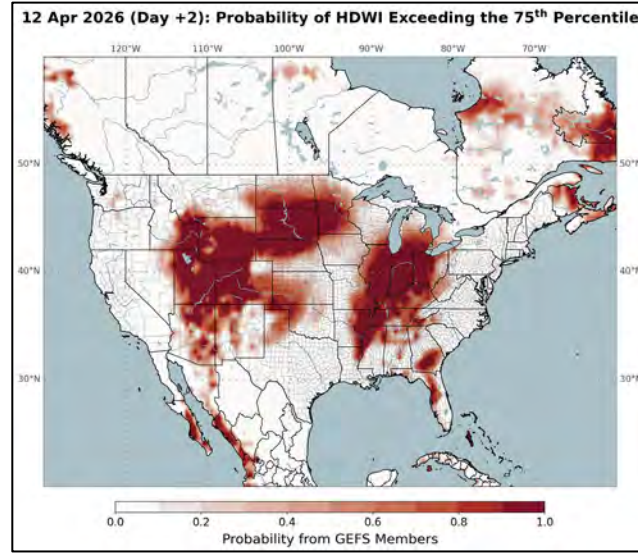 12 Apr 2026 (Day +2): Probability of HDWI Exceeding the 75th Percentile
120°W 110°W 100°W 90°W 80°W 70°W
50°N 50°N
40°N 40°N
30°N 30°N
0.0 0.2 0.4 0.6 0.8 1.0
Probability from GEFS Members